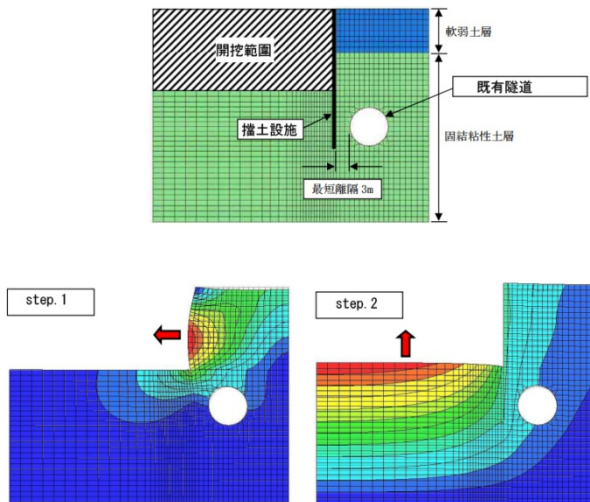 軟弱土層
開挖範圍
既有隧道
擋土設施
固結粘性土層
最短離隔 3m
step.1
step.2